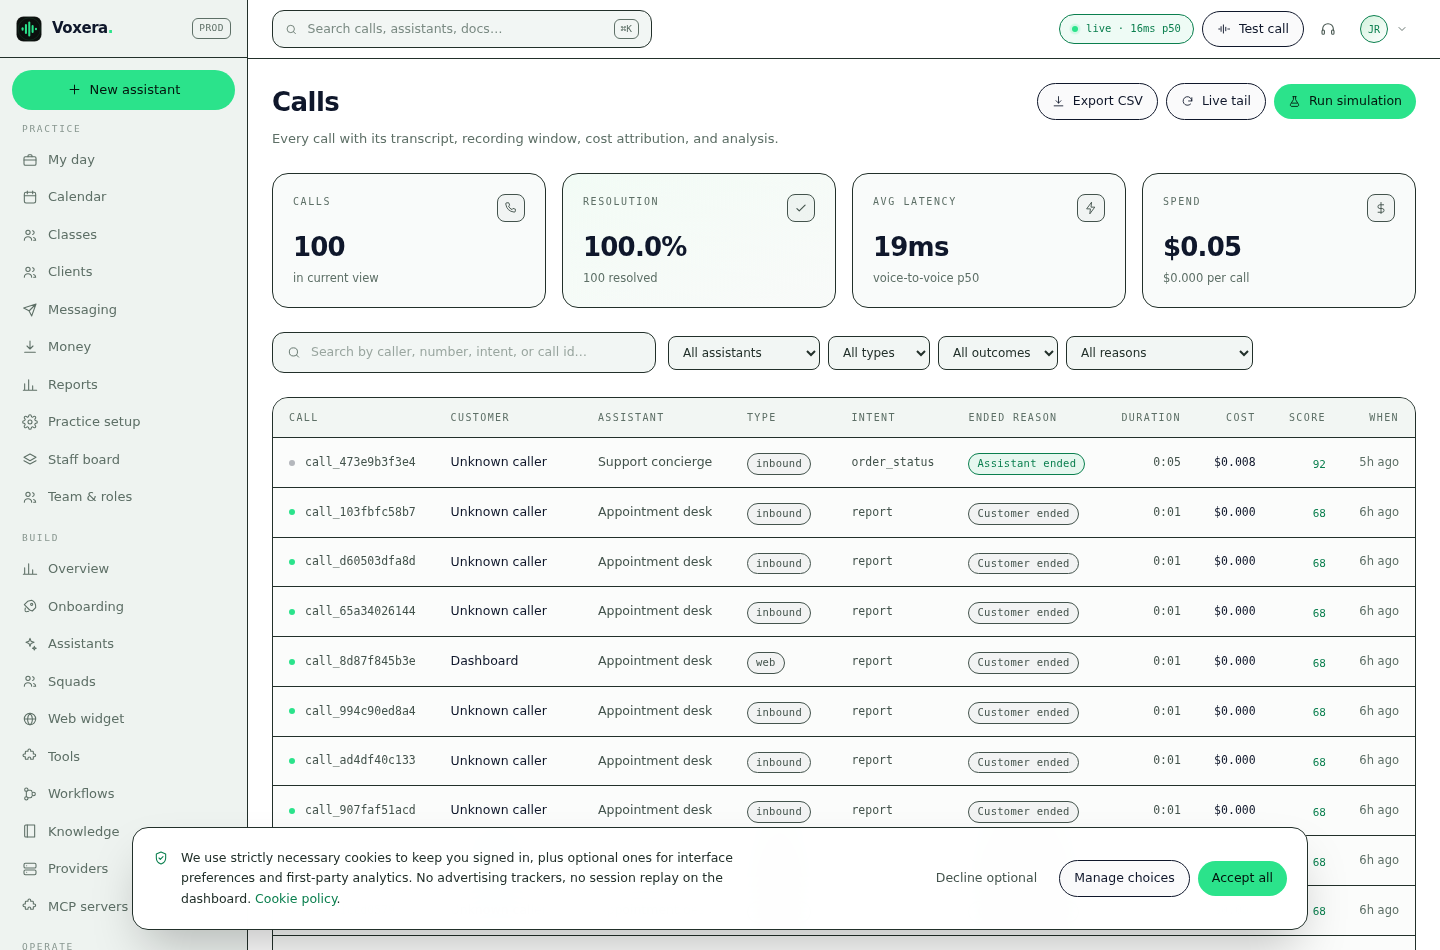 Voxera.
PROD
Search calls, assistants, docs...
⌘K
live · 16ms p50
Test call
JR
New assistant
PRACTICE
My day
Calendar
Classes
Clients
Messaging
Money
Reports
Practice setup
Staff board
Team & roles
BUILD
Overview
Onboarding
Assistants
Squads
Web widget
Tools
Workflows
Knowledge
Providers
MCP servers
OPERATE
Calls
Export CSV
Live tail
Run simulation
Every call with its transcript, recording window, cost attribution, and analysis.
CALLS
100
in current view
RESOLUTION
100.0%
100 resolved
AVG LATENCY
19ms
voice-to-voice p50
SPEND
$0.05
$0.000 per call
Search by caller, number, intent, or call id...
All assistants
All types
All outcomes
All reasons
CALL CUSTOMER ASSISTANT TYPE INTENT ENDED REASON DURATION COST SCORE WHEN
call_473e9b3f3e4 Unknown caller Support concierge inbound order_status Assistant ended 0:05 $0.008 92 5h ago
call_103fbfc58b7 Unknown caller Appointment desk inbound report Customer ended 0:01 $0.000 68 6h ago
call_d60503dfa8d Unknown caller Appointment desk inbound report Customer ended 0:01 $0.000 68 6h ago
call_65a34026144 Unknown caller Appointment desk inbound report Customer ended 0:01 $0.000 68 6h ago
call_8d87f845b3e Dashboard Appointment desk web report Customer ended 0:01 $0.000 68 6h ago
call_994c90ed8a4 Unknown caller Appointment desk inbound report Customer ended 0:01 $0.000 68 6h ago
call_ad4df40c133 Unknown caller Appointment desk inbound report Customer ended 0:01 $0.000 68 6h ago
call_907faf51acd Unknown caller Appointment desk inbound report Customer ended 0:01 $0.000 68 6h ago
68 6h ago
68 6h ago
We use strictly necessary cookies to keep you signed in, plus optional ones for interface
preferences and first-party analytics. No advertising trackers, no session replay on the
dashboard. Cookie policy.
Decline optional
Manage choices
Accept all